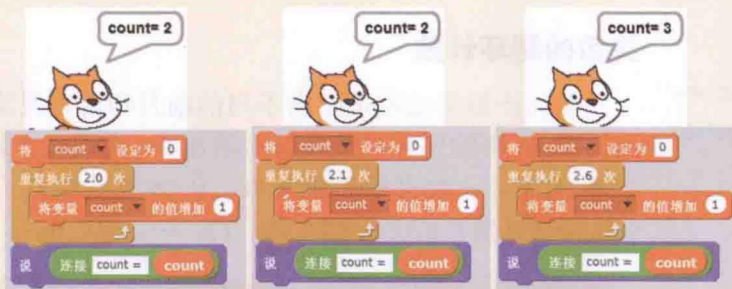 count= 2
将 count 设定为 0
重复执行 2.0 次
将变量 count 的值增加 1
说 连接 count = count
count= 2
将 count 设定为 0
重复执行 2.1 次
将变量 count 的值增加 1
说 连接 count = count
count= 3
将 count 设定为 0
重复执行 2.6 次
将变量 count 的值增加 1
说 连接 count = count